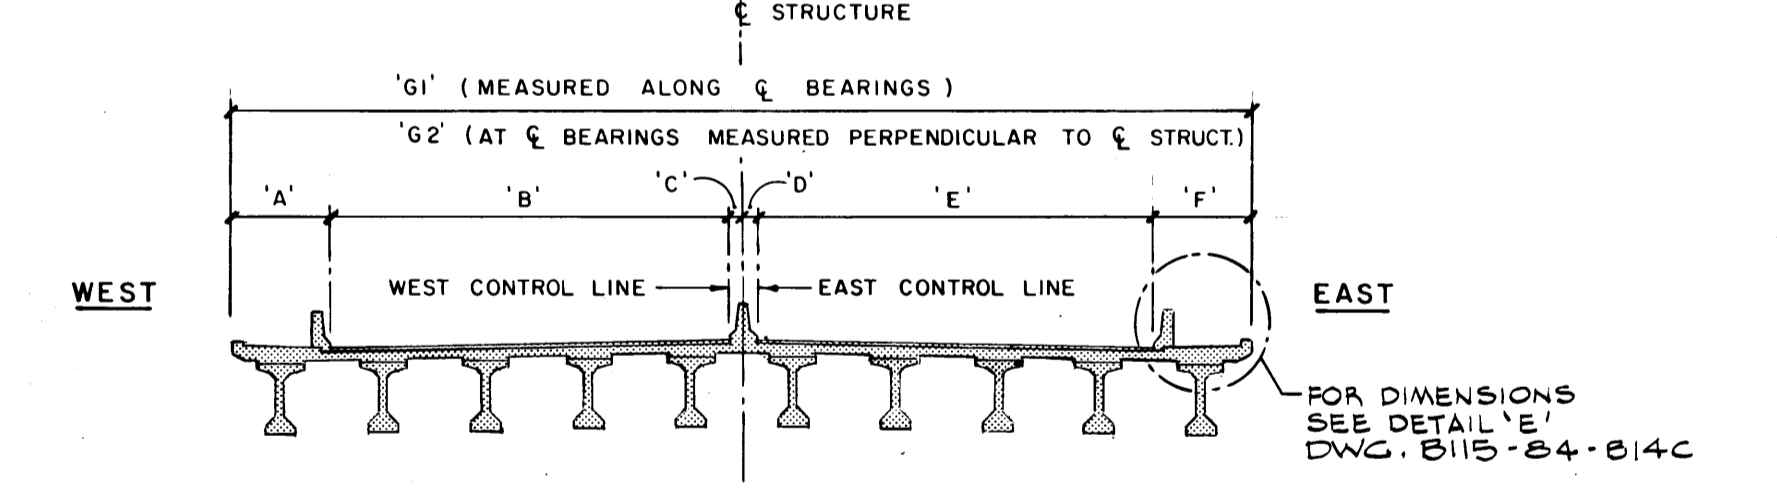 ℄ STRUCTURE
'G1' (MEASURED ALONG ℄ BEARINGS)
'G2' (AT ℄ BEARINGS MEASURED PERPENDICULAR TO ℄ STRUCT.)
'A' 'B' 'C' 'D' 'E' 'F'
WEST WEST CONTROL LINE EAST CONTROL LINE EAST
FOR DIMENSIONS
SEE DETAIL 'E'
DWG. B115-84-814C